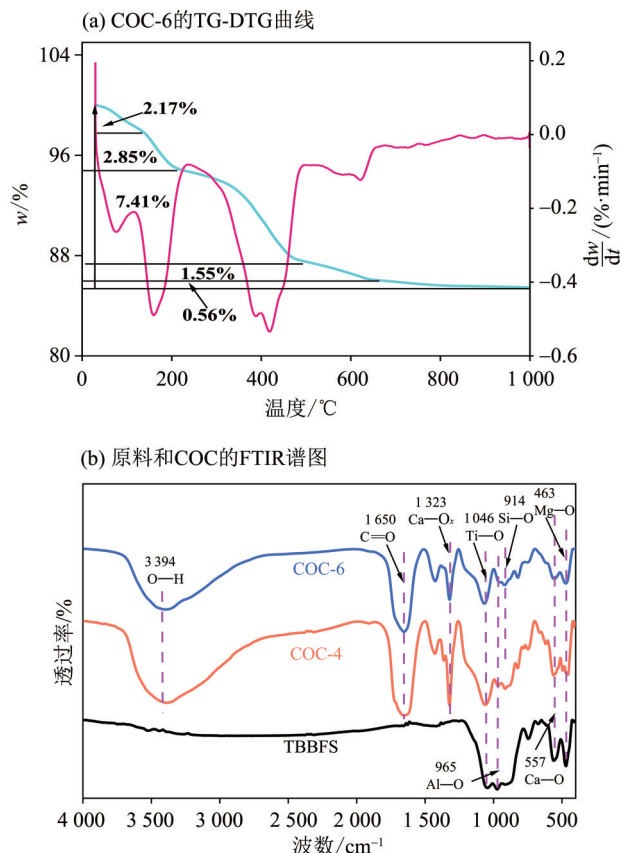 (a) COC-6的TG-DTG曲线
104
96
88
80
w/%
2.17%
2.85%
7.41%
1.55%
0.56%
0.2
0.0
−0.2
−0.4
−0.6
dw/dt/(%·min⁻¹)
0
200
400
600
800
1 000
温度/℃
(b) 原料和COC的FTIR谱图
透过率/%
3 394
O—H
1 650
C=O
1 323
Ca—Oₓ
1 046
Ti—O
914
Si—O
463
Mg—O
COC-6
COC-4
TBBFS
965
Al—O
557
Ca—O
4 000
3 500
3 000
2 500
2 000
1 500
1 000
500
波数/cm⁻¹